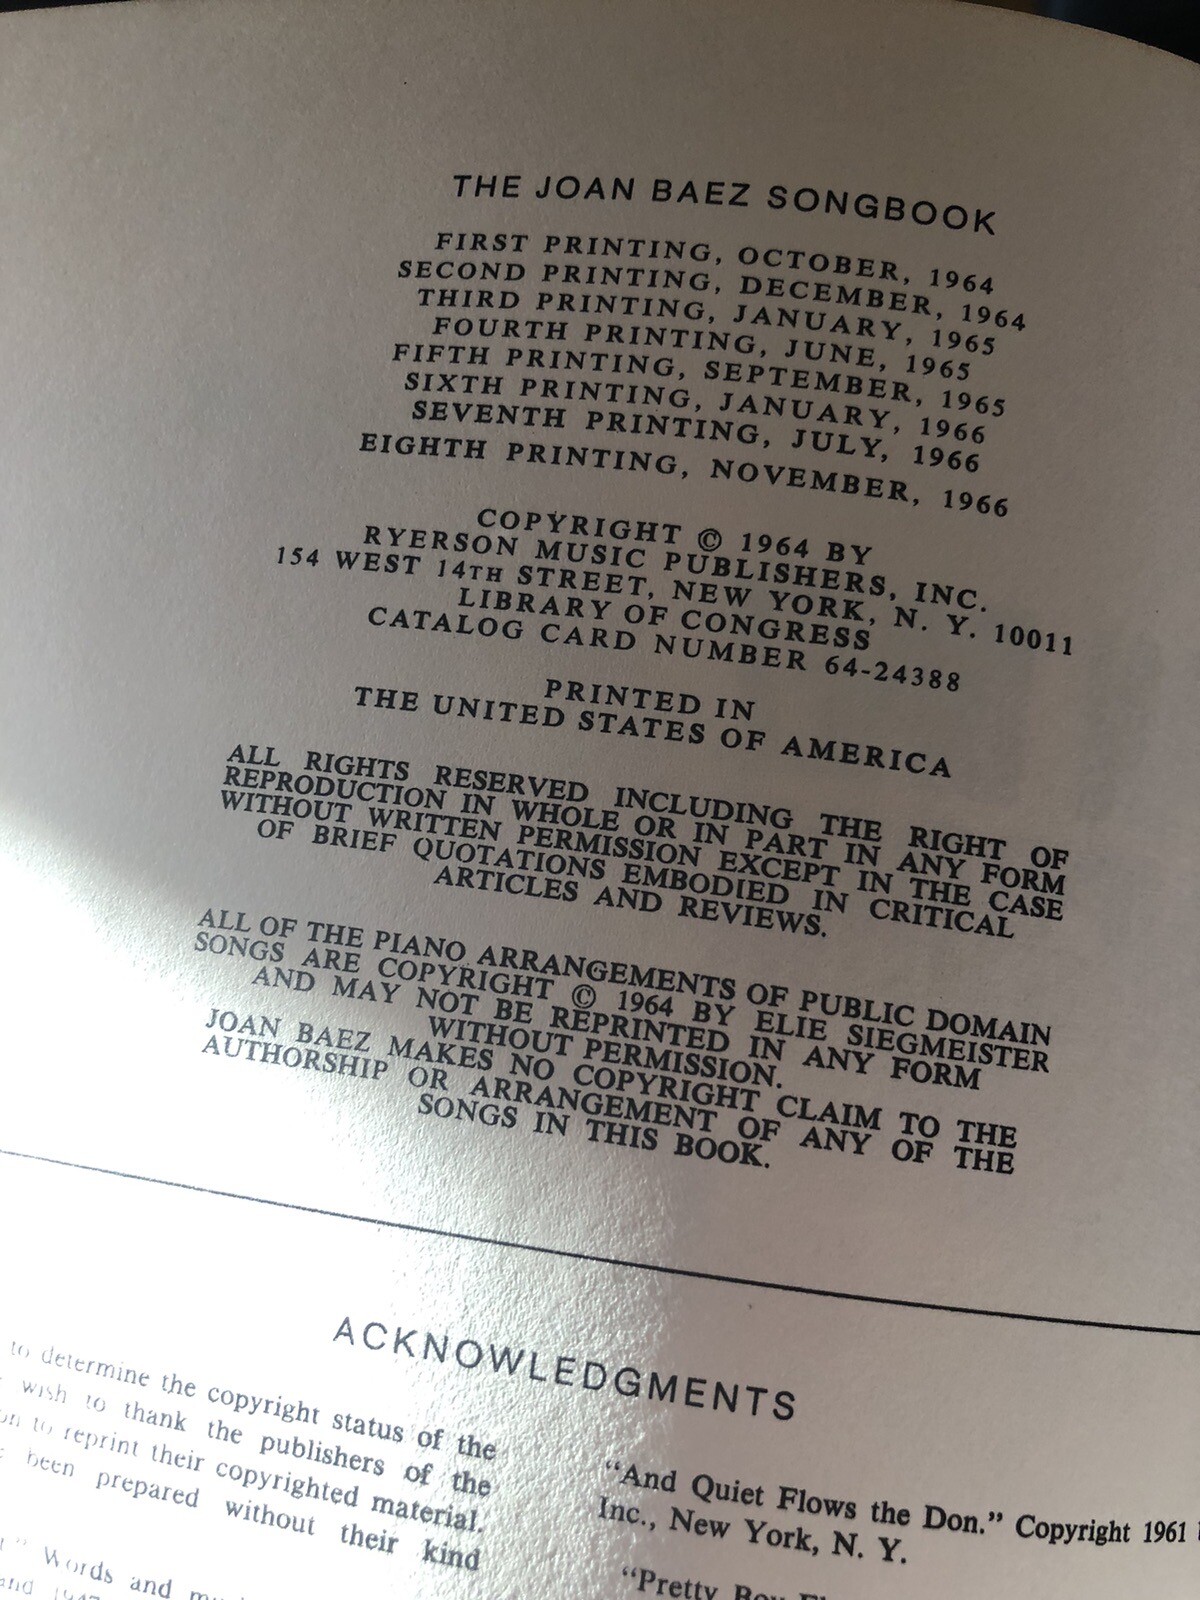 THE JOAN BAEZ SONGBOOK
FIRST PRINTING, OCTOBER, 1964
SECOND PRINTING, DECEMBER, 1964
THIRD PRINTING, JANUARY, 1965
FOURTH PRINTING, JUNE, 1965
FIFTH PRINTING, SEPTEMBER, 1965
SIXTH PRINTING, JANUARY, 1966
SEVENTH PRINTING, JULY, 1966
EIGHTH PRINTING, NOVEMBER, 1966
COPYRIGHT © 1964 BY
RYERSON MUSIC PUBLISHERS, INC.
154 WEST 14TH STREET, NEW YORK, N. Y. 10011
LIBRARY OF CONGRESS
CATALOG CARD NUMBER 64-24388
PRINTED IN
THE UNITED STATES OF AMERICA
ALL RIGHTS RESERVED INCLUDING THE RIGHT OF
REPRODUCTION IN WHOLE OR IN PART IN ANY FORM
WITHOUT WRITTEN PERMISSION EXCEPT IN THE CASE
OF BRIEF QUOTATIONS EMBODIED IN CRITICAL
ARTICLES AND REVIEWS.
ALL OF THE PIANO ARRANGEMENTS OF PUBLIC DOMAIN
SONGS ARE COPYRIGHT © 1964 BY ELIE SIEGMEISTER
AND MAY NOT BE REPRINTED IN ANY FORM
WITHOUT PERMISSION.
JOAN BAEZ MAKES NO COPYRIGHT CLAIM TO THE
AUTHORSHIP OR ARRANGEMENT OF ANY OF THE
SONGS IN THIS BOOK.
ACKNOWLEDGMENTS
to determine the copyright status of the
wish to thank the publishers of the
to reprint their copyrighted material.
been prepared without their kind
Words and
"And Quiet Flows the Don." Copyright 1961
Inc., New York, N. Y.
"Pretty Boy